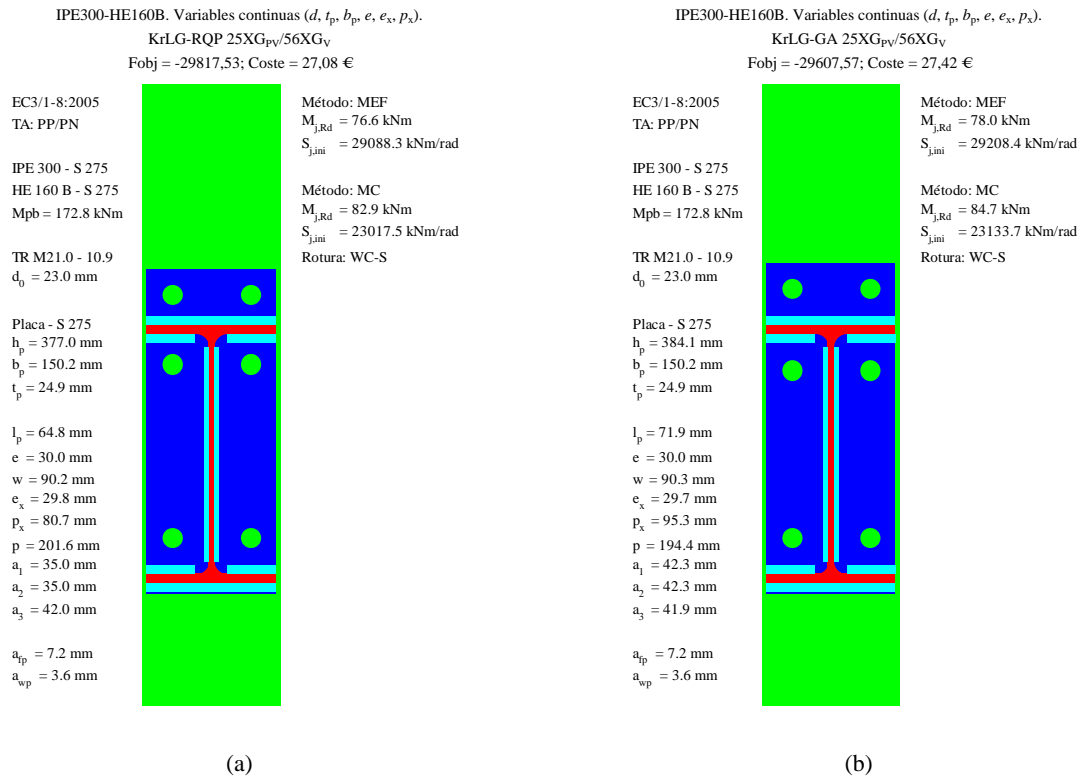 IPE300-HE160B. Variables continuas (d, tp, bp, e, ex, px).
KrLG-RQP 25XGPV/56XGV
Fobj = -29817,53; Coste = 27,08 €
EC3/1-8:2005
TA: PP/PN
IPE 300 - S 275
HE 160 B - S 275
Mpb = 172.8 kNm
TR M21.0 - 10.9
d0 = 23.0 mm
Placa - S 275
hp = 377.0 mm
bp = 150.2 mm
tp = 24.9 mm
lp = 64.8 mm
e = 30.0 mm
w = 90.2 mm
ex = 29.8 mm
px = 80.7 mm
p = 201.6 mm
a1 = 35.0 mm
a2 = 35.0 mm
a3 = 42.0 mm
afp = 7.2 mm
awp = 3.6 mm
Método: MEF
Mj,Rd = 76.6 kNm
Sj,ini = 29088.3 kNm/rad
Método: MC
Mj,Rd = 82.9 kNm
Sj,ini = 23017.5 kNm/rad
Rotura: WC-S
(a)
IPE300-HE160B. Variables continuas (d, tp, bp, e, ex, px).
KrLG-GA 25XGPV/56XGV
Fobj = -29607,57; Coste = 27,42 €
EC3/1-8:2005
TA: PP/PN
IPE 300 - S 275
HE 160 B - S 275
Mpb = 172.8 kNm
TR M21.0 - 10.9
d0 = 23.0 mm
Placa - S 275
hp = 384.1 mm
bp = 150.2 mm
tp = 24.9 mm
lp = 71.9 mm
e = 30.0 mm
w = 90.3 mm
ex = 29.7 mm
px = 95.3 mm
p = 194.4 mm
a1 = 42.3 mm
a2 = 42.3 mm
a3 = 41.9 mm
afp = 7.2 mm
awp = 3.6 mm
Método: MEF
Mj,Rd = 78.0 kNm
Sj,ini = 29208.4 kNm/rad
Método: MC
Mj,Rd = 84.7 kNm
Sj,ini = 23133.7 kNm/rad
Rotura: WC-S
(b)